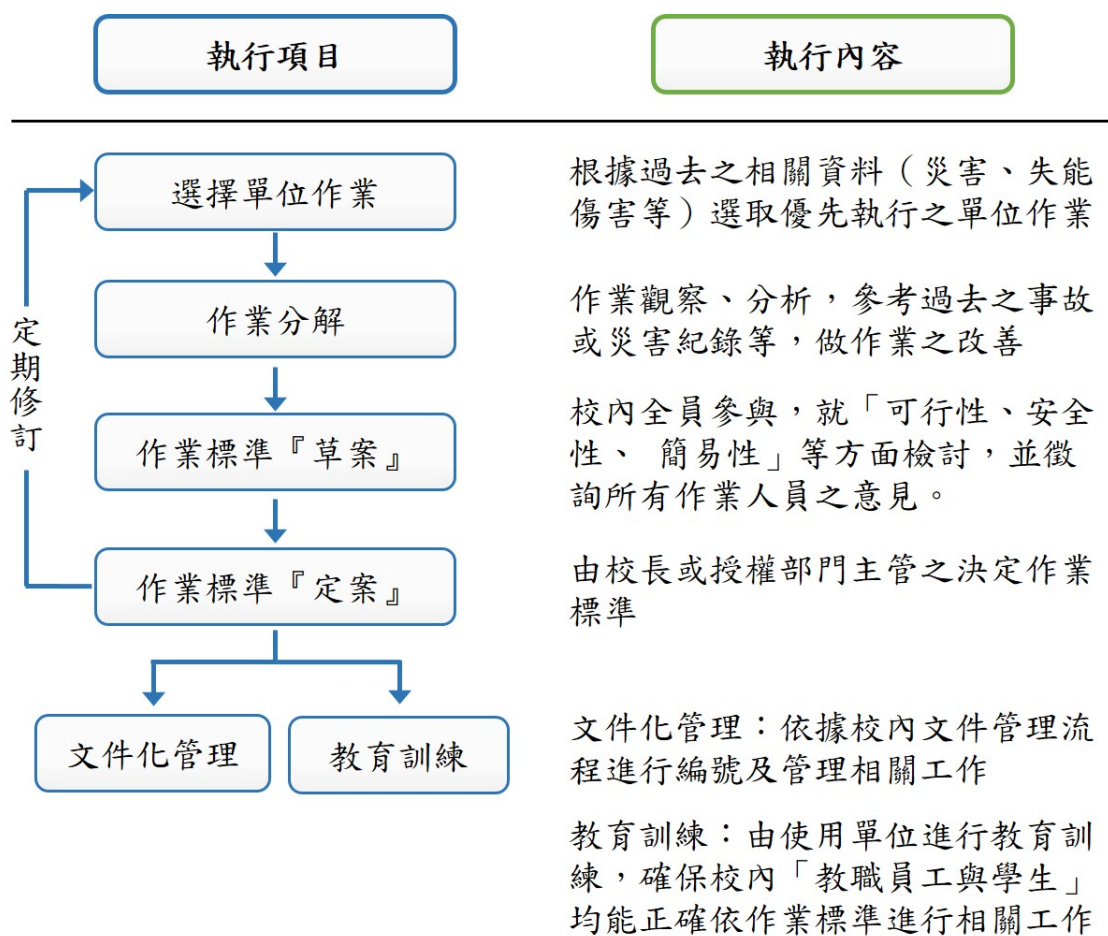 執行項目
執行內容
選擇單位作業
根據過去之相關資料（災害、失能
傷害等）選取優先執行之單位作業
作業分解
作業觀察、分析，參考過去之事故
或災害紀錄等，做作業之改善
定期修訂
作業標準『草案』
校內全員參與，就「可行性、安全
性、 簡易性」等方面檢討，並徵
詢所有作業人員之意見。
作業標準『定案』
由校長或授權部門主管之決定作業
標準
文件化管理
教育訓練
文件化管理：依據校內文件管理流
程進行編號及管理相關工作
教育訓練：由使用單位進行教育訓
練，確保校內「教職員工與學生」
均能正確依作業標準進行相關工作